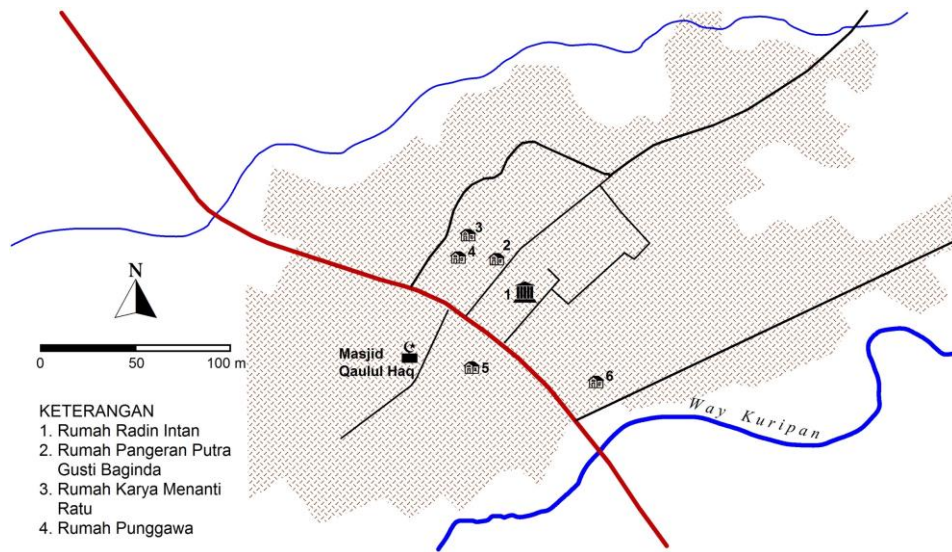 3
4
2
1
N
0 50 100 m
Masjid
Qaulul Haq
5
6
Way Kuripan
KETERANGAN
1. Rumah Radin Intan
2. Rumah Pangeran Putra
Gusti Baginda
3. Rumah Karya Menanti
Ratu
4. Rumah Punggawa